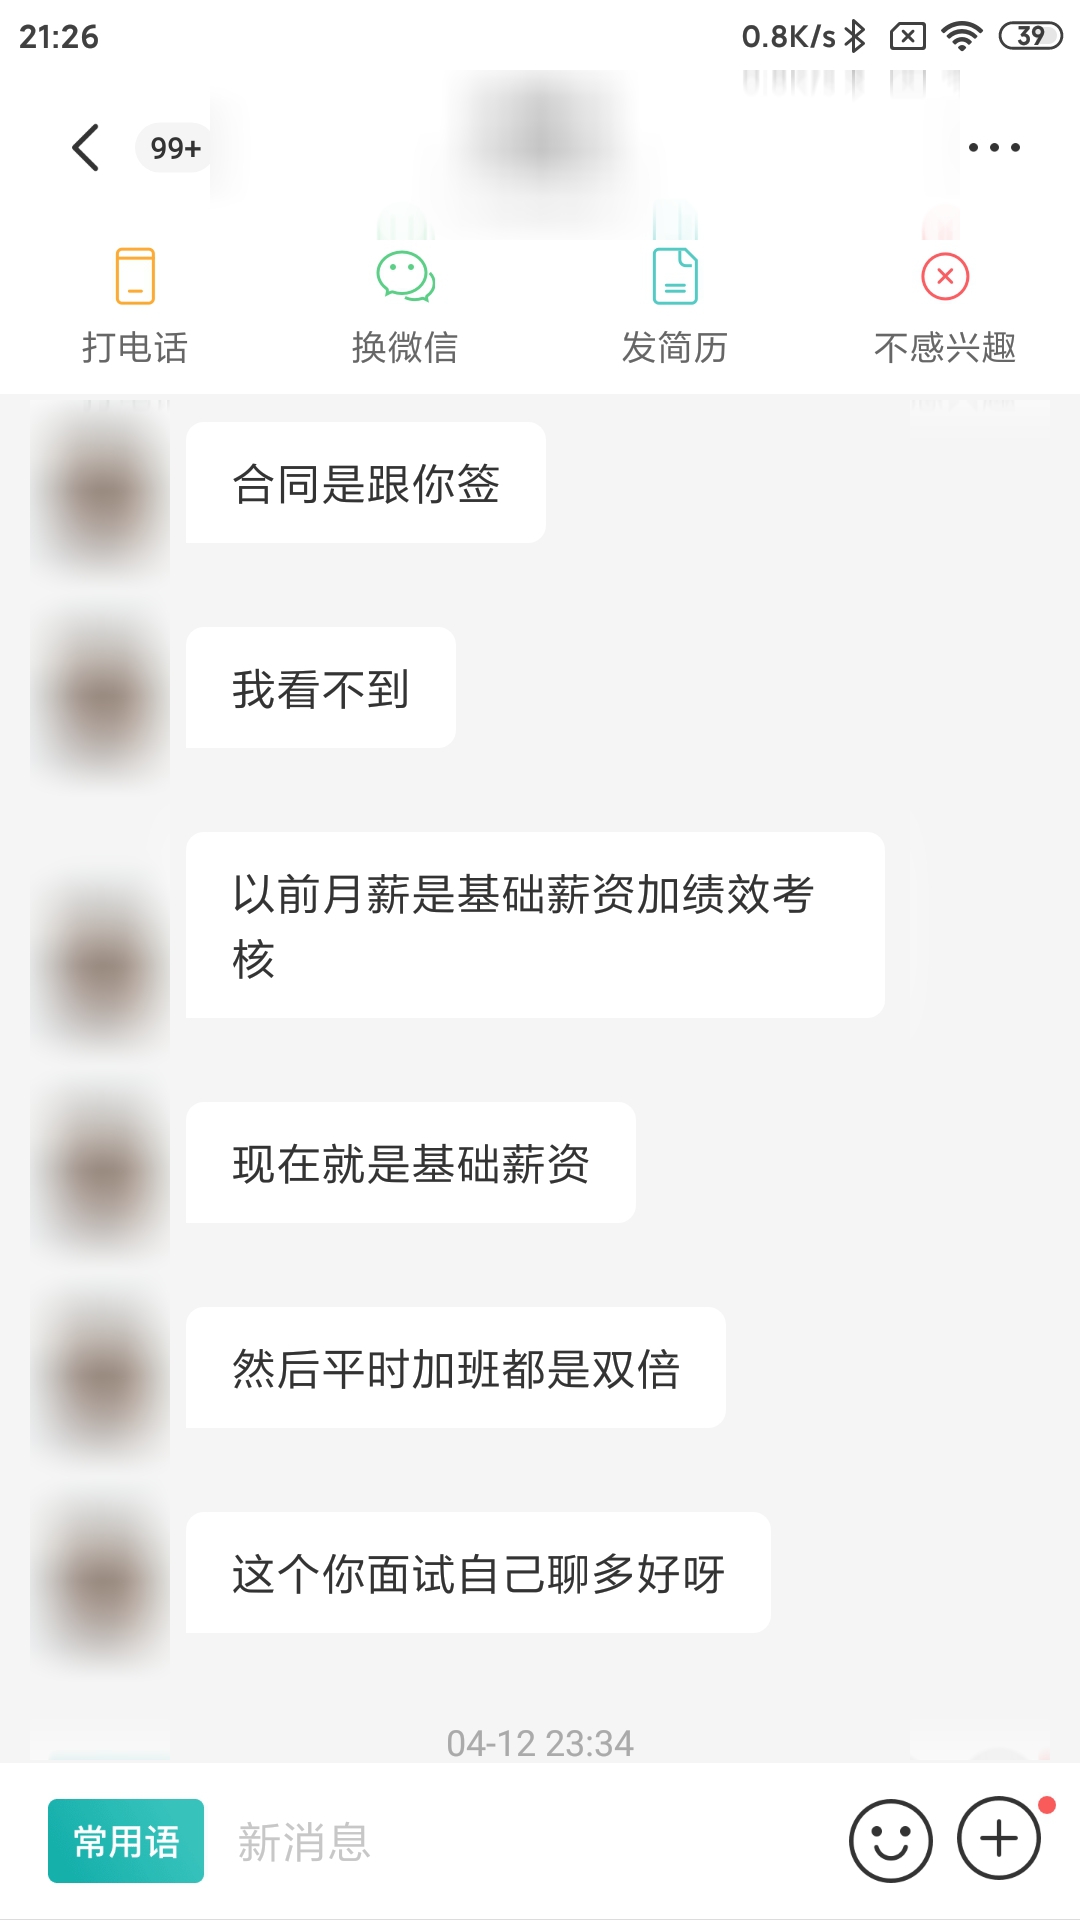 21:26
0.8K/s
39
99+
打电话
换微信
发简历
不感兴趣
合同是跟你签
我看不到
以前月薪是基础薪资加绩效考
核
现在就是基础薪资
然后平时加班都是双倍
这个你面试自己聊多好呀
04-12 23:34
常用语
新消息